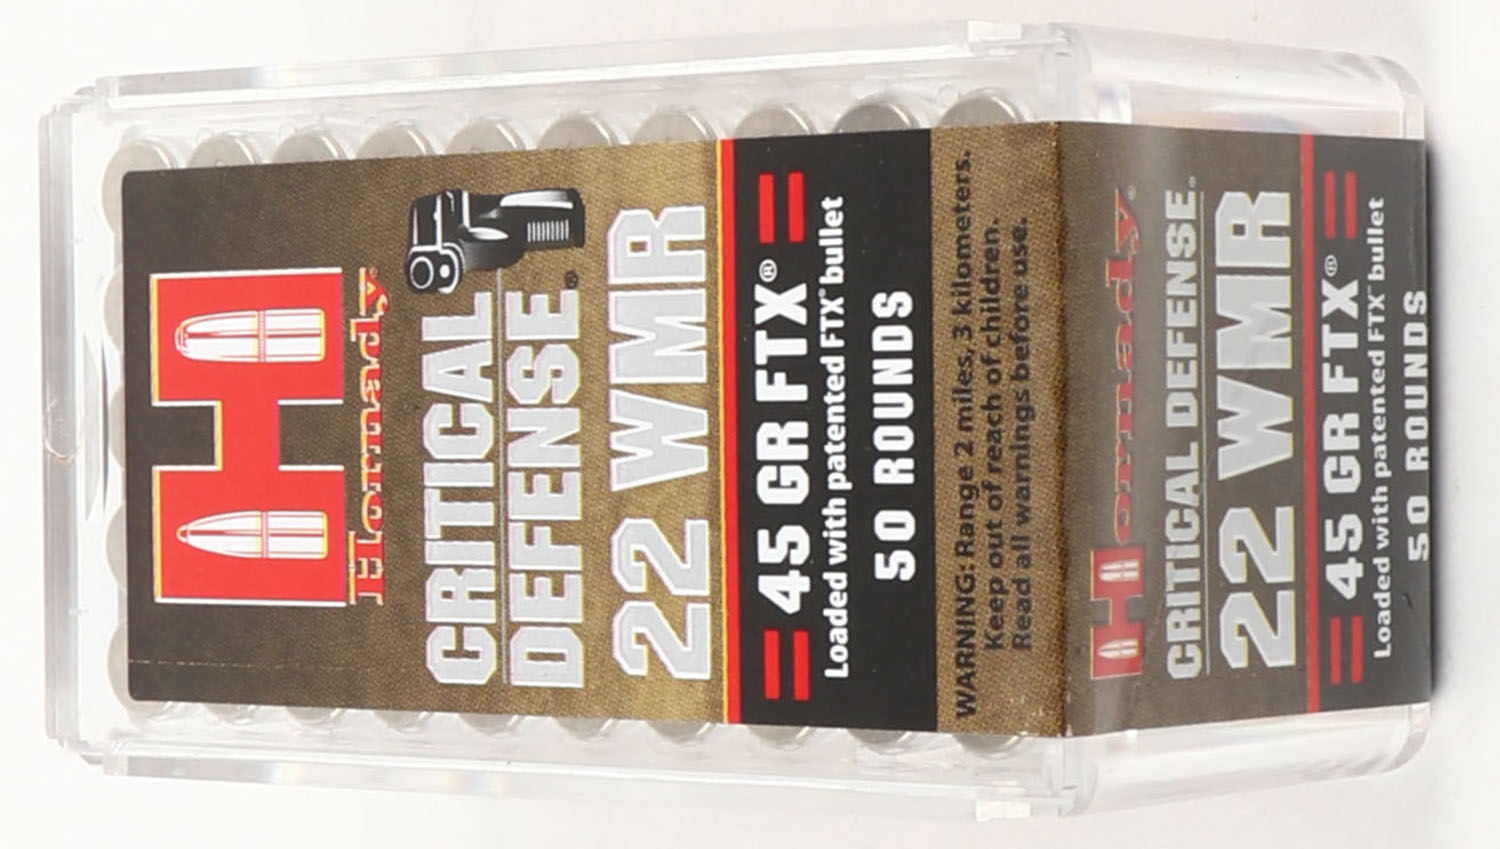 Hornady®
CRITICAL
DEFENSE®
22 WMR
45 GR FTX®
Loaded with patented FTX® bullet
50 ROUNDS
WARNING: Range 2 miles, 3 kilometers.
Keep out of reach of children.
Read all warnings before use.
Hornady®
CRITICAL DEFENSE®
22 WMR
45 GR FTX®
Loaded with patented FTX® bullet
50 ROUNDS